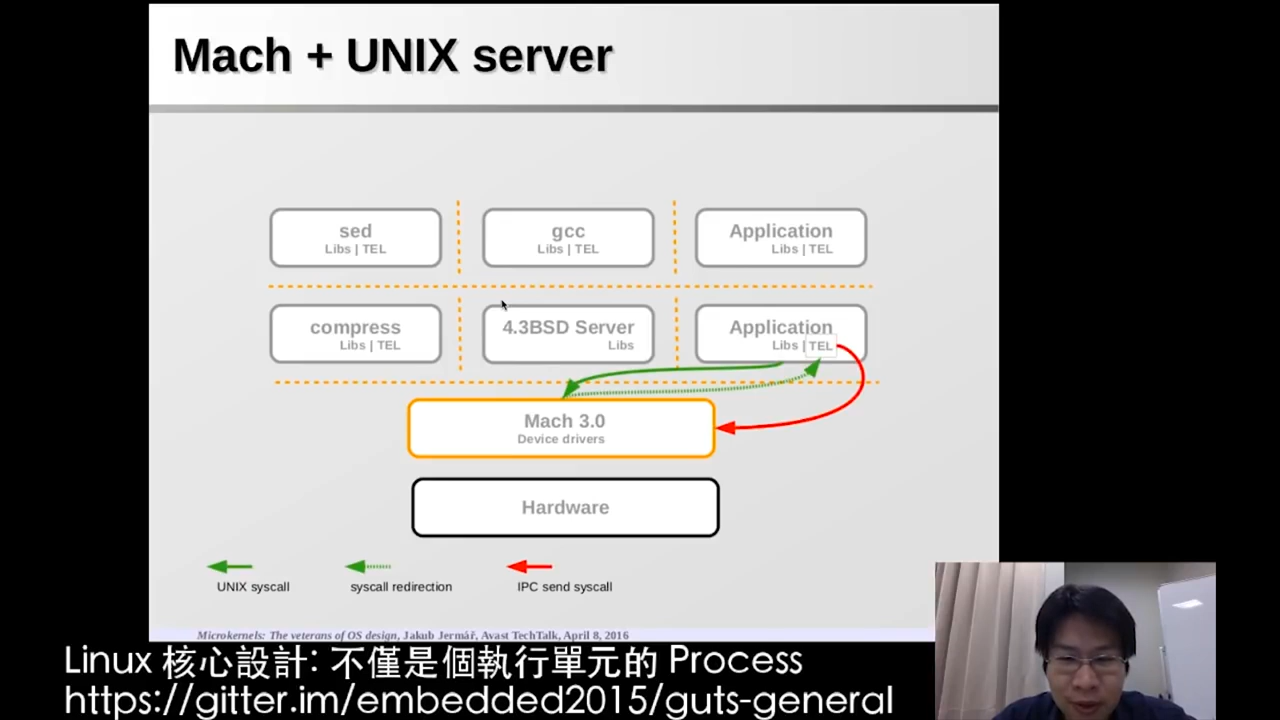 Mach + UNIX server
sed
Libs | TEL
gcc
Libs | TEL
Application
Libs | TEL
compress
Libs | TEL
4.3BSD Server
Libs
Application
Libs | TEL
Mach 3.0
Device drivers
Hardware
UNIX syscall
syscall redirection
IPC send syscall
Microkernels: The veterans of OS design, Jakub Jermář, Avast TechTalk, April 8, 2016
Linux 核心設計: 不僅是個執行單元的 Process
https://gitter.im/embedded2015/guts-general